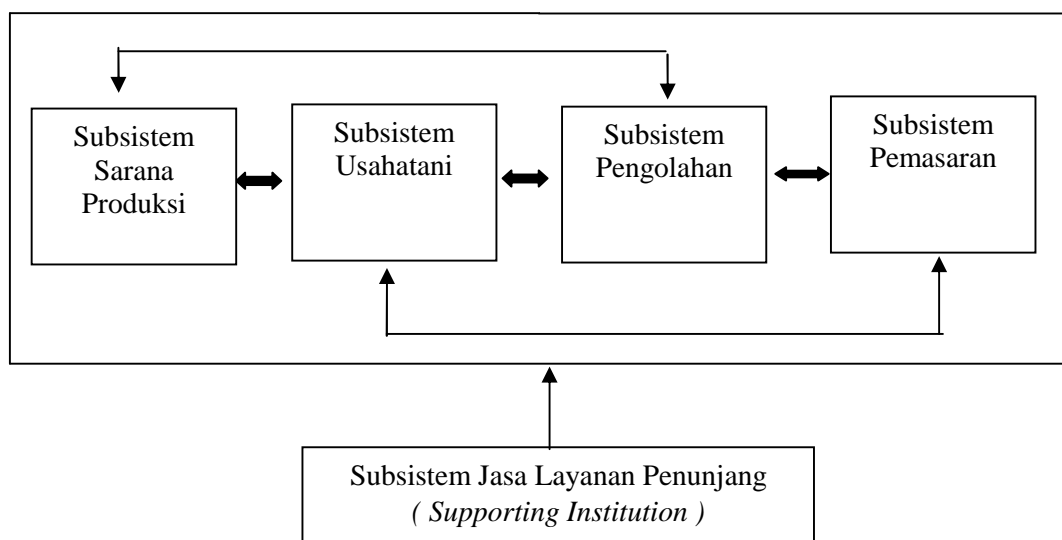 Subsistem
Sarana
Produksi
Subsistem
Usahatani
Subsistem
Pengolahan
Subsistem
Pemasaran
Subsistem Jasa Layanan Penunjang
( Supporting Institution )